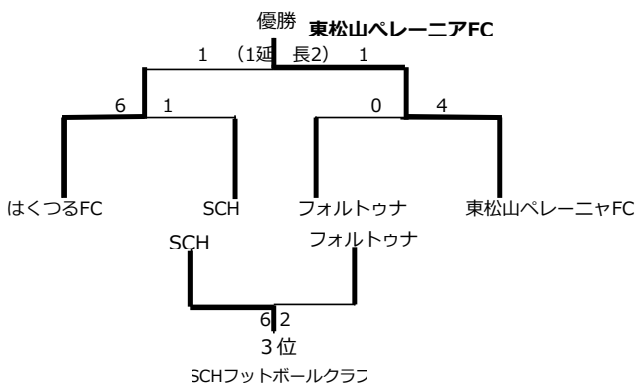 優勝 東松山ペレーニアFC
1 （1延 長2） 1
6 1 0 4
はくつるFC SCH フォルトゥナ 東松山ペレーニャFC
SCH フォルトゥナ
6 2
３位
SCHフットボールクラブ